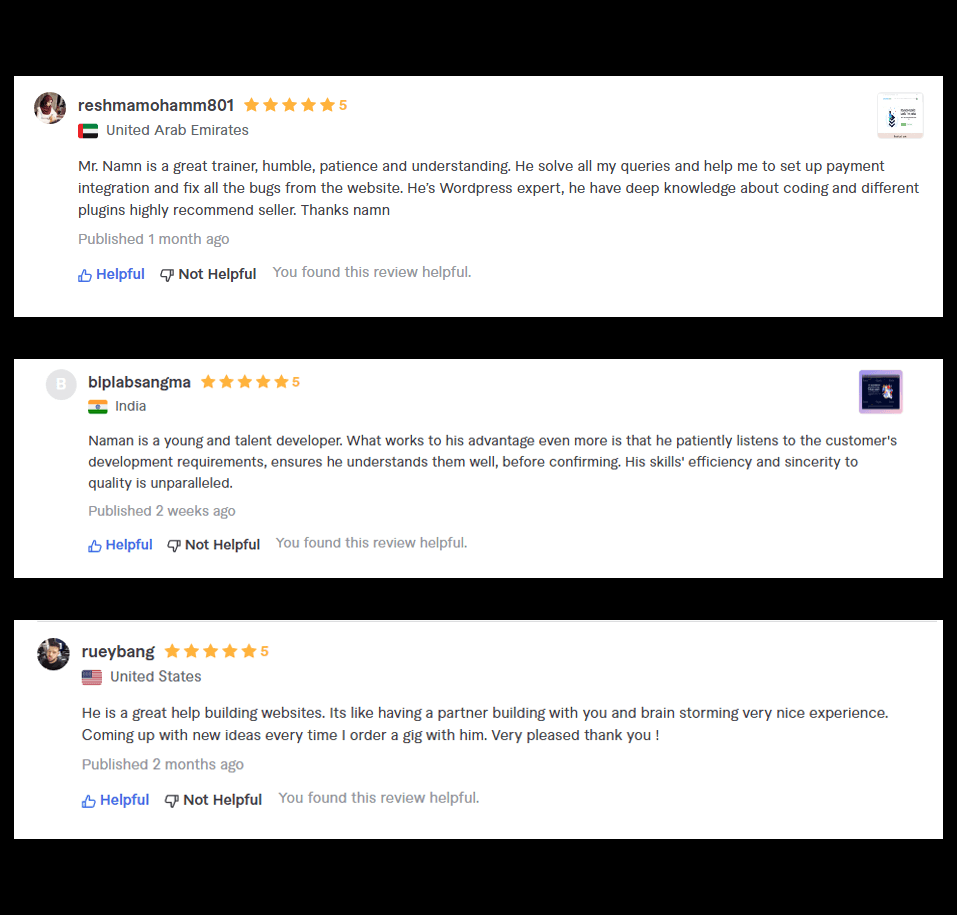 reshmamohamm801 5
United Arab Emirates
Mr. Namn is a great trainer, humble, patience and understanding. He solve all my queries and help me to set up payment
integration and fix all the bugs from the website. He's Wordpress expert, he have deep knowledge about coding and different
plugins highly recommend seller. Thanks namn
Published 1 month ago
Helpful Not Helpful You found this review helpful.
B
blplabsangma 5
India
Naman is a young and talent developer. What works to his advantage even more is that he patiently listens to the customer's
development requirements, ensures he understands them well, before confirming. His skills' efficiency and sincerity to
quality is unparalleled.
Published 2 weeks ago
Helpful Not Helpful You found this review helpful.
rueybang 5
United States
He is a great help building websites. Its like having a partner building with you and brain storming very nice experience.
Coming up with new ideas every time I order a gig with him. Very pleased thank you !
Published 2 months ago
Helpful Not Helpful You found this review helpful.